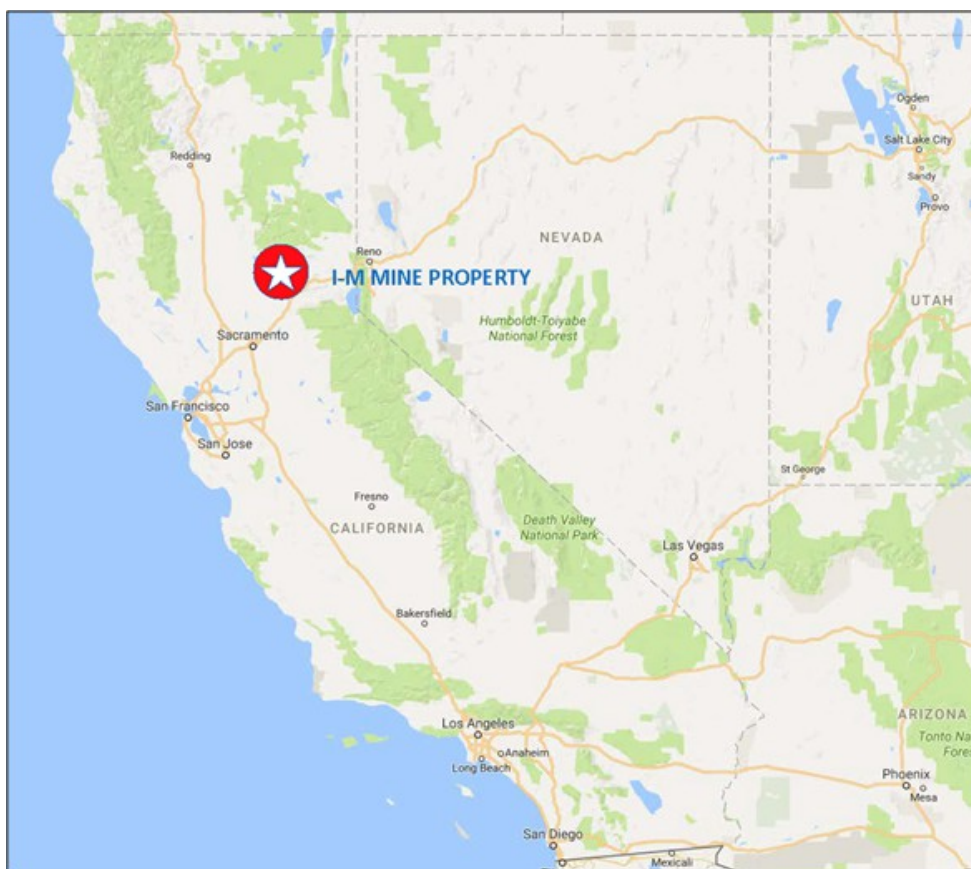 Ogden
Salt Lake City
Sandy
Provo
Redding
NEVADA
Reno
I-M MINE PROPERTY
UTAH
Humboldt-Toiyabe
National Forest
Sacramento
San Francisco
San Jose
St George
Fresno
CALIFORNIA
Death Valley
National Park
Las Vegas
Bakersfield
ARIZONA
Los Angeles
Tonto Na
Fores
Anaheim
Long Beach
Phoenix
Mesa
San Diego
Mexicali